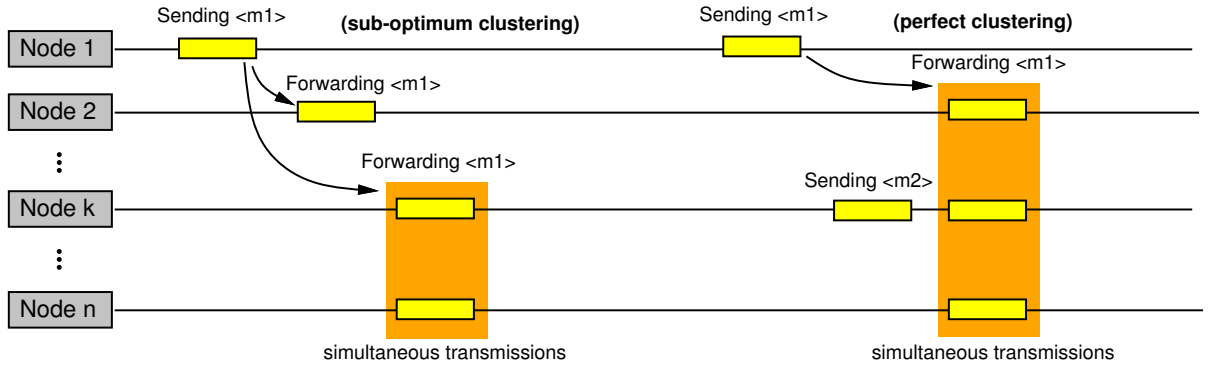 Sending <m1>
(sub-optimum clustering)
Sending <m1>
(perfect clustering)
Node 1
Forwarding <m1>
Forwarding <m1>
Node 2
Forwarding <m1>
Sending <m2>
Node k
Node n
simultaneous transmissions
simultaneous transmissions